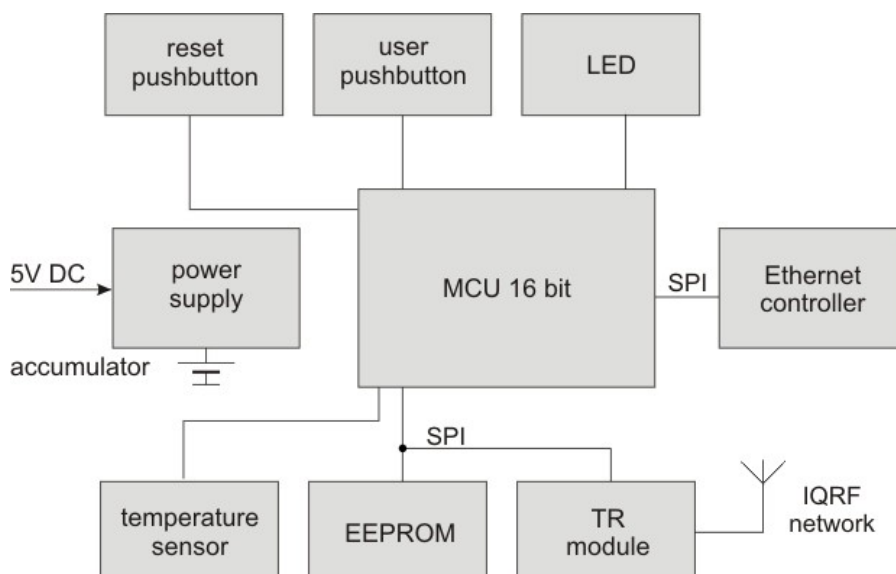 reset
pushbutton
user
pushbutton
LED
5V DC
power
supply
MCU 16 bit
SPI
Ethernet
controller
accumulator
SPI
temperature
sensor
EEPROM
TR
module
IQRF
network